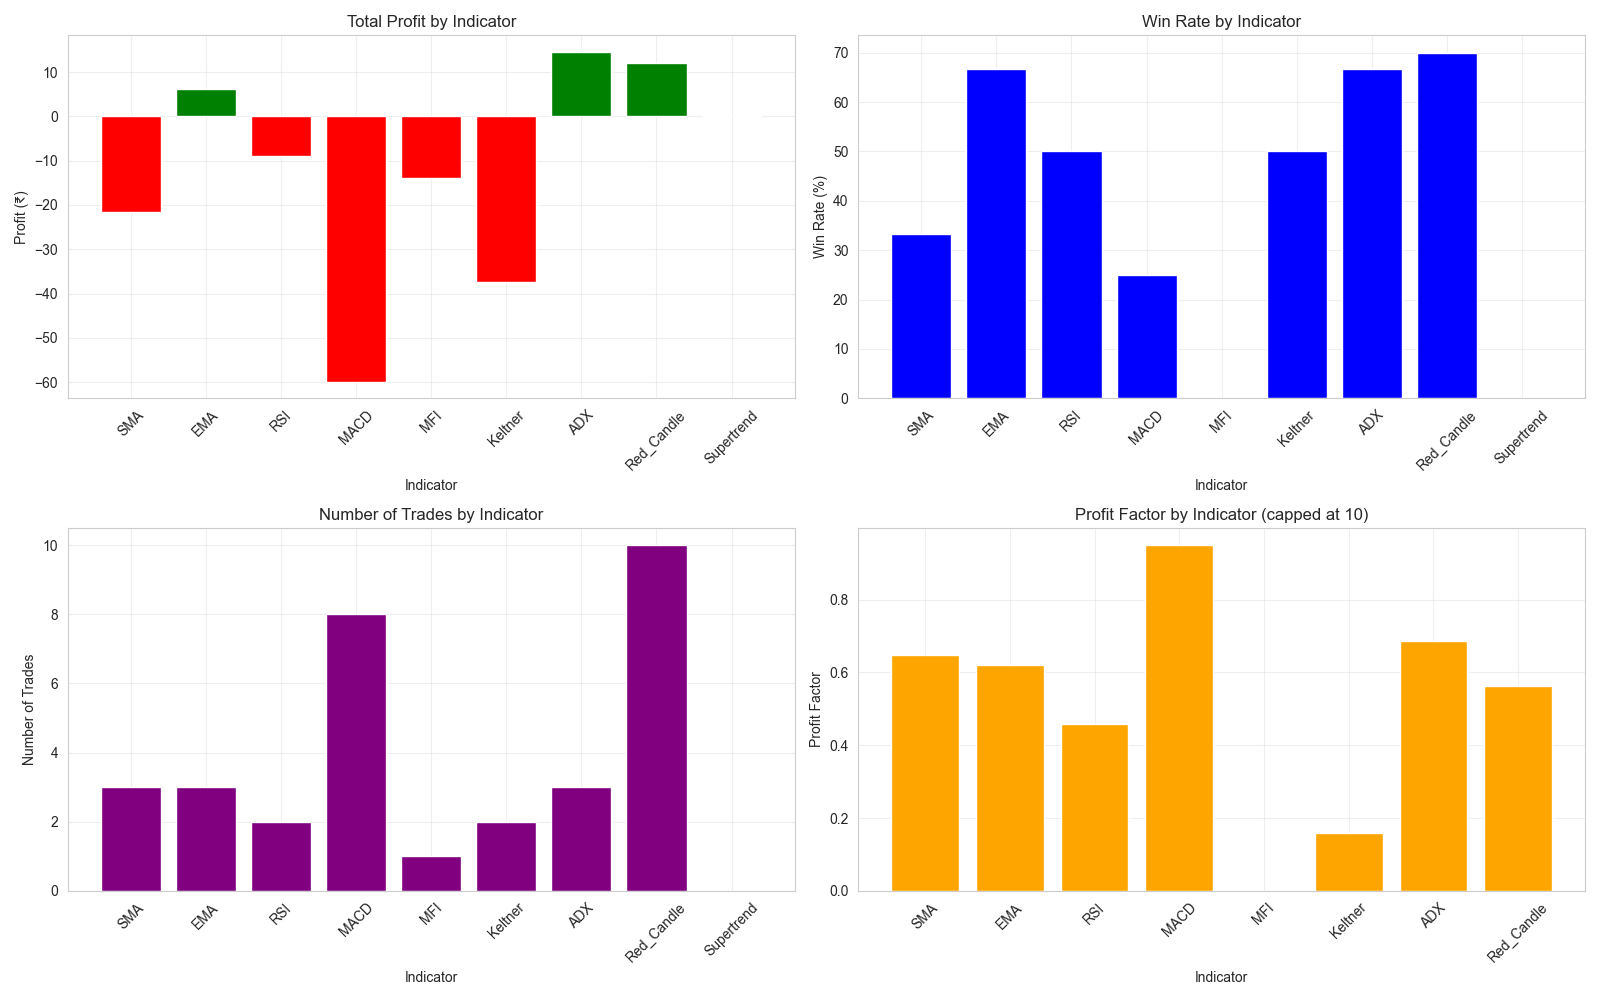 Total Profit by Indicator
Profit (₹)
10
0
−10
−20
−30
−40
−50
−60
SMA
EMA
RSI
MACD
MFI
Keltner
ADX
Red_Candle
Supertrend
Indicator
Win Rate by Indicator
Win Rate (%)
70
60
50
40
30
20
10
0
SMA
EMA
RSI
MACD
MFI
Keltner
ADX
Red_Candle
Supertrend
Indicator
Number of Trades by Indicator
Number of Trades
10
8
6
4
2
0
SMA
EMA
RSI
MACD
MFI
Keltner
ADX
Red_Candle
Supertrend
Indicator
Profit Factor by Indicator (capped at 10)
Profit Factor
0.8
0.6
0.4
0.2
0.0
SMA
EMA
RSI
MACD
MFI
Keltner
ADX
Red_Candle
Indicator